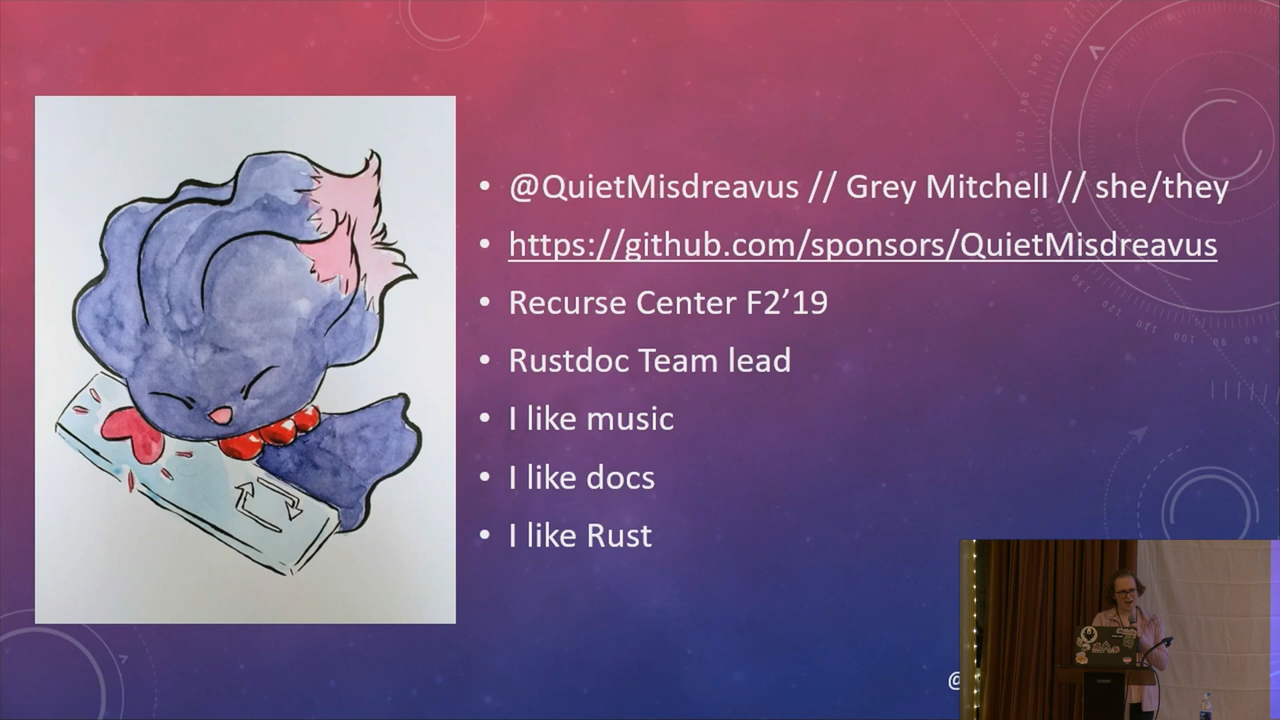 @QuietMisdreavus // Grey Mitchell // she/they
https://github.com/sponsors/QuietMisdreavus
Recurse Center F2’19
Rustdoc Team lead
I like music
I like docs
I like Rust
@